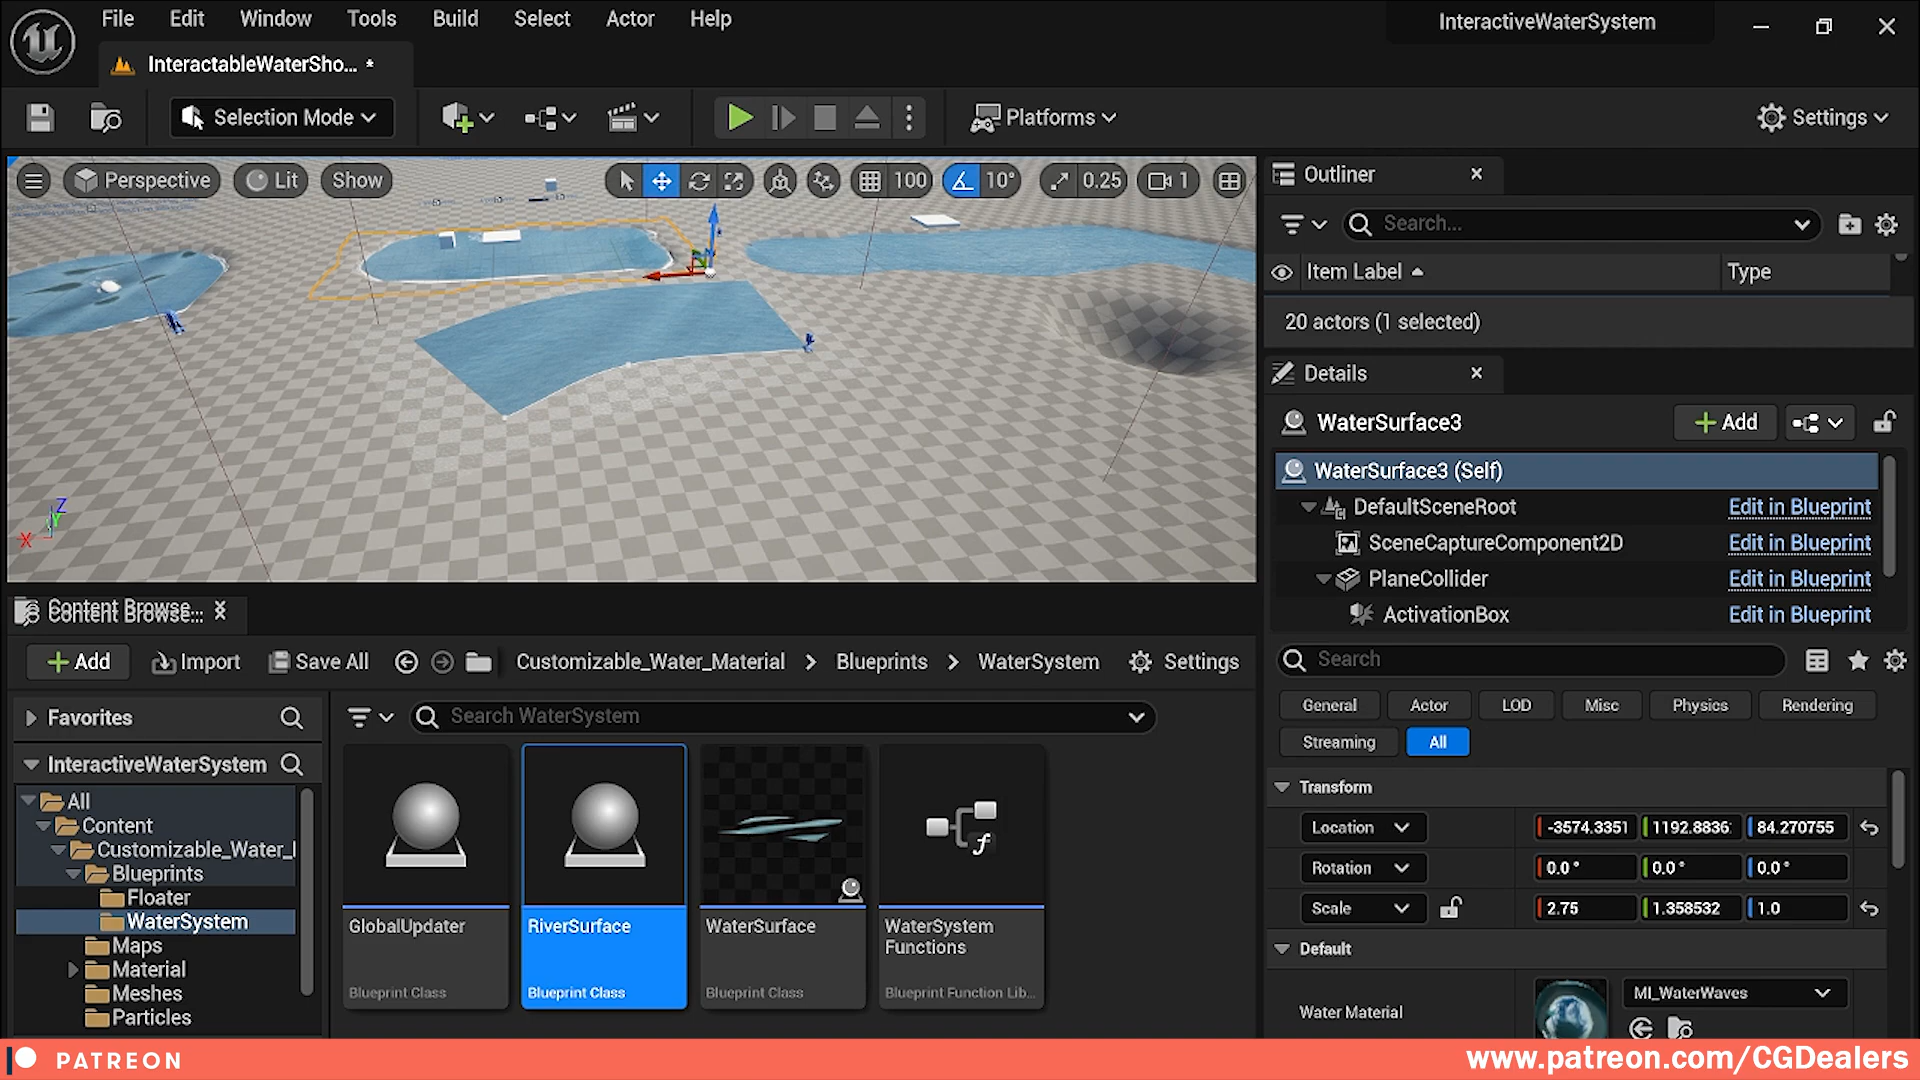 File Edit Window Tools Build Select Actor Help
InteractiveWaterSystem
InteractableWaterSho... *
Selection Mode
Platforms
Settings
Perspective Lit Show 100 10° 0.25 1
Outliner
Search...
Item Label Type
20 actors (1 selected)
Details
WaterSurface3
Add
WaterSurface3 (Self)
DefaultSceneRoot Edit in Blueprint
SceneCaptureComponent2D Edit in Blueprint
PlaneCollider Edit in Blueprint
ActivationBox Edit in Blueprint
Search
General Actor LOD Misc Physics Rendering
Streaming All
Transform
Location -3574.3351 1192.8836 84.270755
Rotation 0.0° 0.0° 0.0°
Scale 2.75 1.358532 1.0
Default
Water Material MI_WaterWaves
Z
Y
X
Content Browse...
Add Import Save All Customizable_Water_Material > Blueprints > WaterSystem Settings
Favorites
Search WaterSystem
InteractiveWaterSystem
All
Content
Customizable_Water_
Blueprints
Floater
WaterSystem
Maps
Material
Meshes
Particles
GlobalUpdater
Blueprint Class
RiverSurface
Blueprint Class
WaterSurface
Blueprint Class
WaterSystem
Functions
Blueprint Function Lib...
PATREON
www.patreon.com/CGDealers